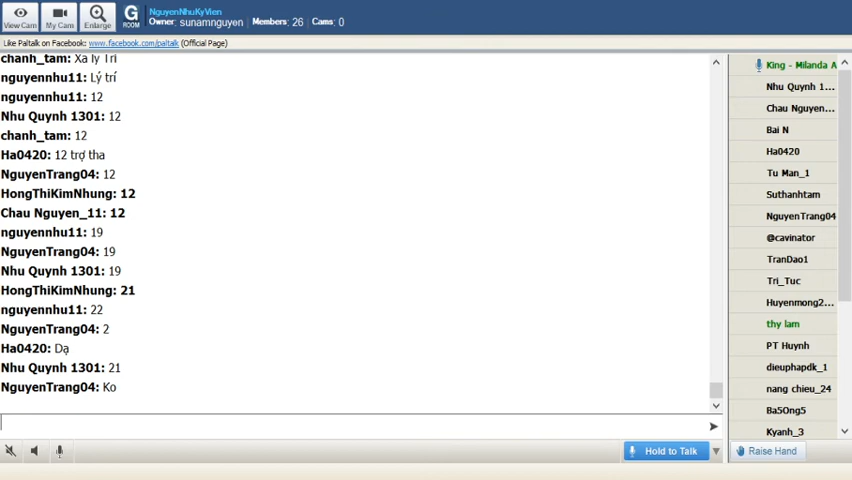 NguyenNhuKyVien
Owner: sunamnguyen Members: 26 Cams: 0
View Cam
My Cam
Enlarge
G
ROOM
Like Paltalk on Facebook: www.facebook.com/paltalk (Official Page)
chanh_tam: Xả lý Trí
nguyennhu11: Lý trí
nguyennhu11: 12
Nhu Quynh 1301: 12
chanh_tam: 12
Ha0420: 12 trợ tha
NguyenTrang04: 12
HongThiKimNhung: 12
Chau Nguyen_11: 12
nguyennhu11: 19
NguyenTrang04: 19
Nhu Quynh 1301: 19
HongThiKimNhung: 21
nguyennhu11: 22
NguyenTrang04: 2
Ha0420: Dạ
Nhu Quynh 1301: 21
NguyenTrang04: Ko
Hold to Talk
King - Milanda A
Nhu Quynh 1...
Chau Nguyen...
Bai N
Ha0420
Tu Man_1
Suthanhtam
NguyenTrang04
@cavinator
TranDao1
Tri_Tuc
Huyenmong2...
thy lam
PT Huynh
dieuphapdk_1
nang chieu_24
Ba5Ong5
Kyanh_3
Raise Hand